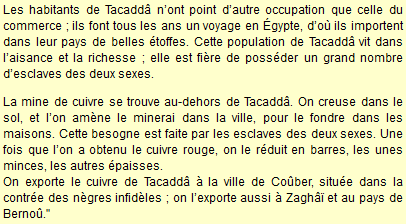 Les habitants de Tacaddâ n’ont point d’autre occupation que celle du
commerce ; ils font tous les ans un voyage en Égypte, d’où ils importent
dans leur pays de belles étoffes. Cette population de Tacaddâ vit dans
l’aisance et la richesse ; elle est fière de posséder un grand nombre
d’esclaves des deux sexes.
La mine de cuivre se trouve au-dehors de Tacaddâ. On creuse dans le
sol, et l’on amène le minerai dans la ville, pour le fondre dans les
maisons. Cette besogne est faite par les esclaves des deux sexes. Une
fois que l’on a obtenu le cuivre rouge, on le réduit en barres, les unes
minces, les autres épaisses.
On exporte le cuivre de Tacaddâ à la ville de Coûber, située dans la
contrée des nègres infidèles ; on l’exporte aussi à Zaghâï et au pays de
Bernoû."